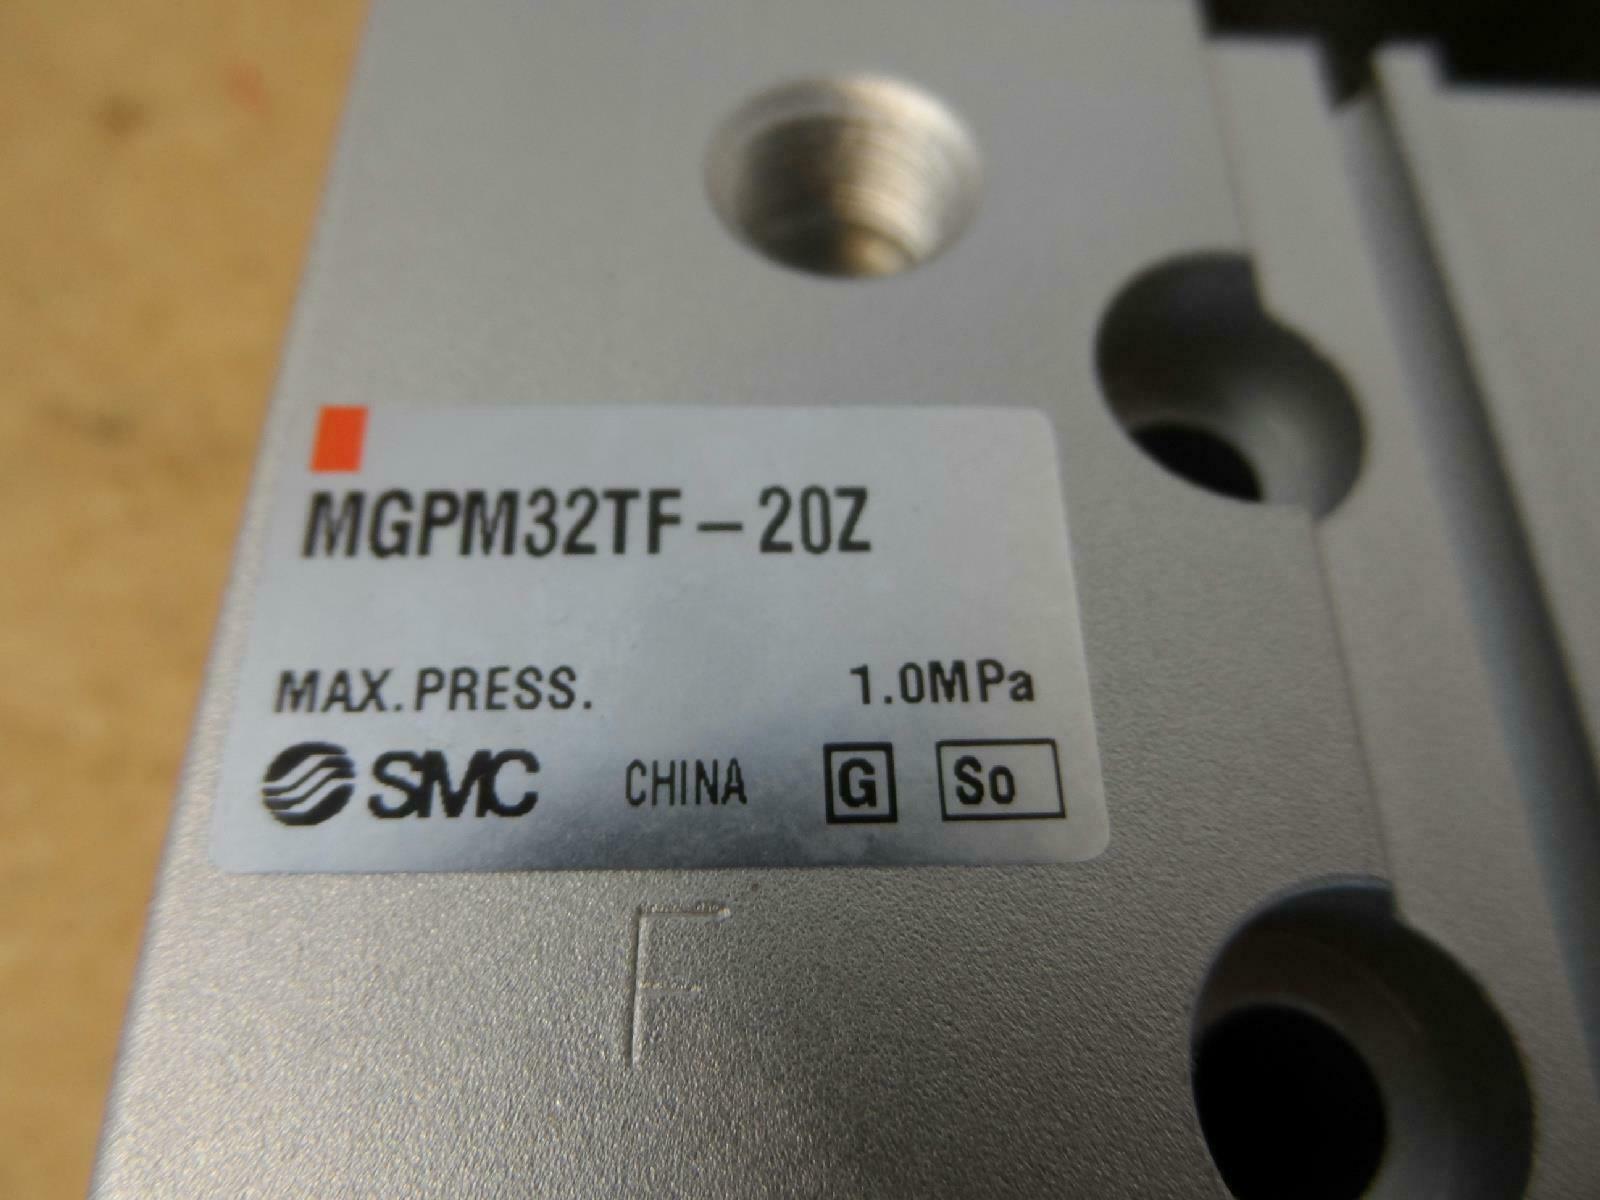 MGPM32TF-20Z
MAX.PRESS. 1.0MPa
SMC CHINA G So
F